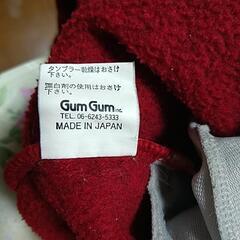 タンブラー乾燥はおさけ
下さい。
漂白剤の使用はおさけ
下さい。
Gum Gum INC.
TEL. 06-6243-5333
MADE IN JAPAN